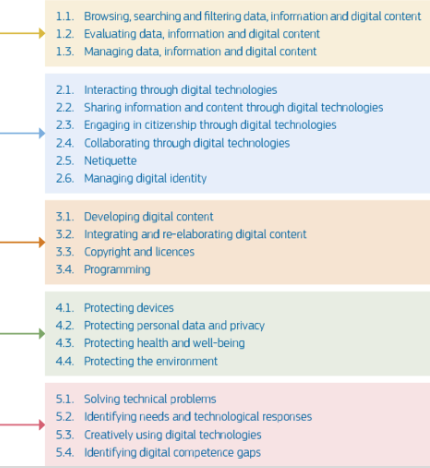 1.1. Browsing, searching and filtering data, information and digital content
1.2. Evaluating data, information and digital content
1.3. Managing data, information and digital content
2.1. Interacting through digital technologies
2.2. Sharing information and content through digital technologies
2.3. Engaging in citizenship through digital technologies
2.4. Collaborating through digital technologies
2.5. Netiquette
2.6. Managing digital identity
3.1. Developing digital content
3.2. Integrating and re-elaborating digital content
3.3. Copyright and licences
3.4. Programming
4.1. Protecting devices
4.2. Protecting personal data and privacy
4.3. Protecting health and well-being
4.4. Protecting the environment
5.1. Solving technical problems
5.2. Identifying needs and technological responses
5.3. Creatively using digital technologies
5.4. Identifying digital competence gaps